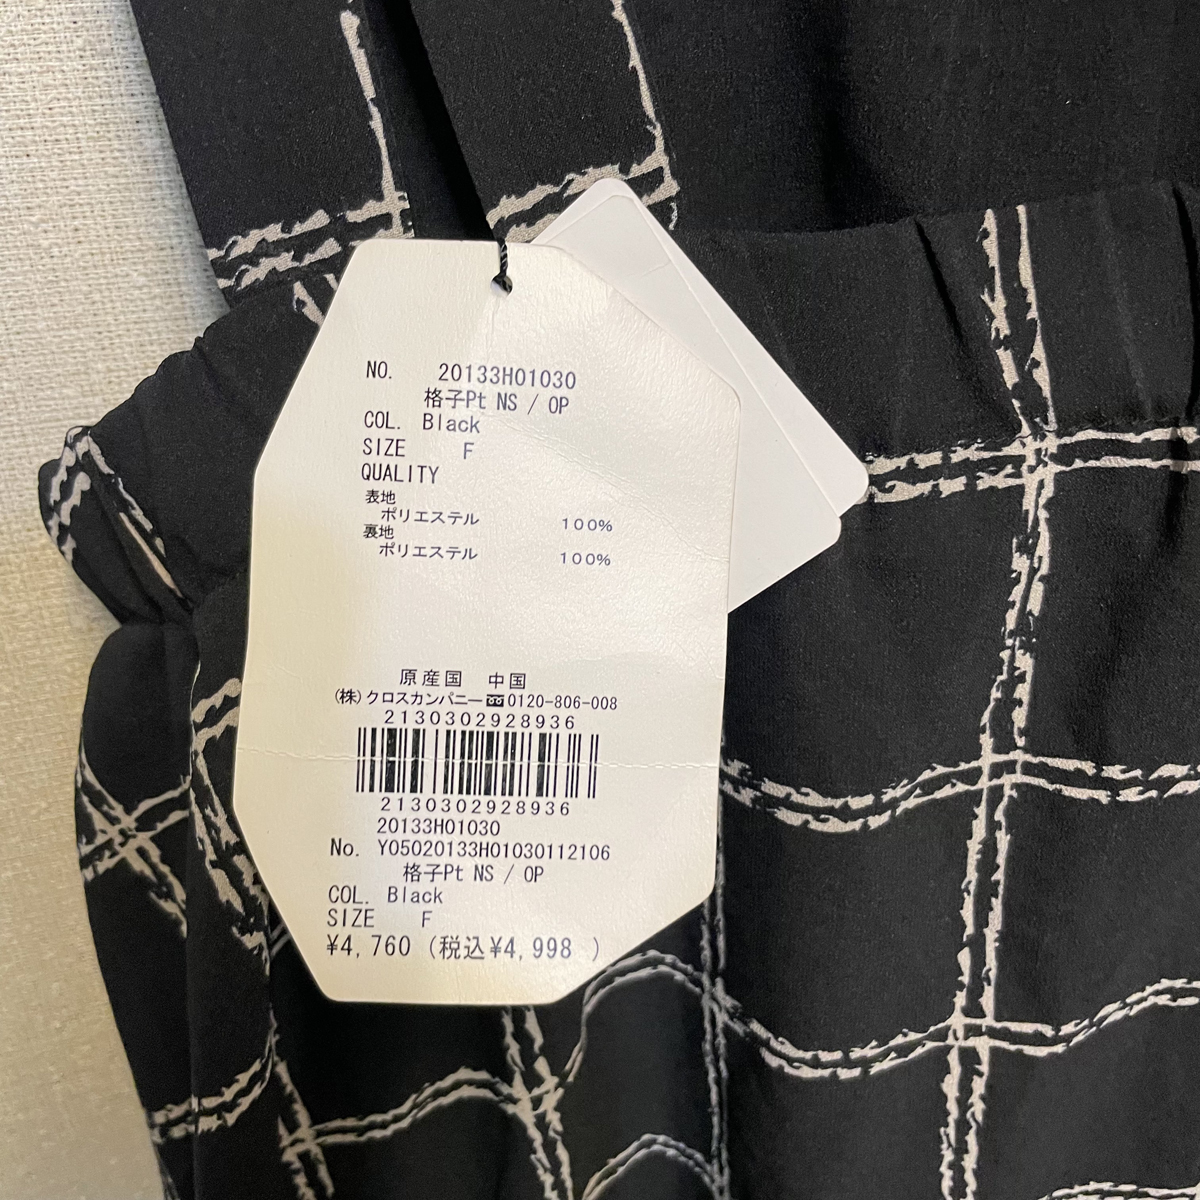 NO. 20133H01030
格子Pt NS / OP
COL. Black
SIZE F
QUALITY
表地
ポリエステル 100%
裏地
ポリエステル 100%
原産国 中国
(株)クロスカンパニー 0120-806-008
2130302928936
2130302928936
20133H01030
No. Y05020133H01030112106
格子Pt NS / OP
COL. Black
SIZE F
¥4,760 (税込¥4,998 )